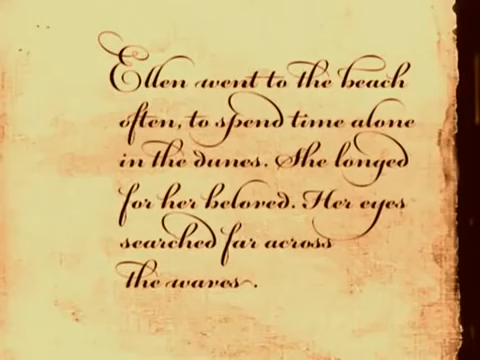 Ellen went to the beach
often, to spend time alone
in the dunes. She longed
for her beloved. Her eyes
searched far across
the waves.